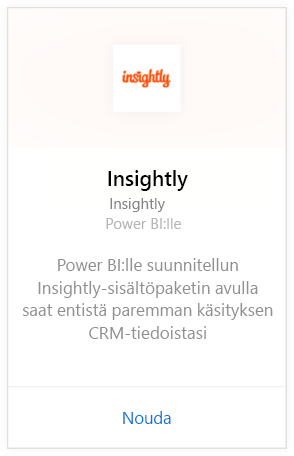 insightly
Insightly
Insightly
Power BI:lle
Power BI:lle suunnitellun
Insightly-sisältöpaketin avulla
saat entistä paremman käsityksen
CRM-tiedoistasi
Nouda